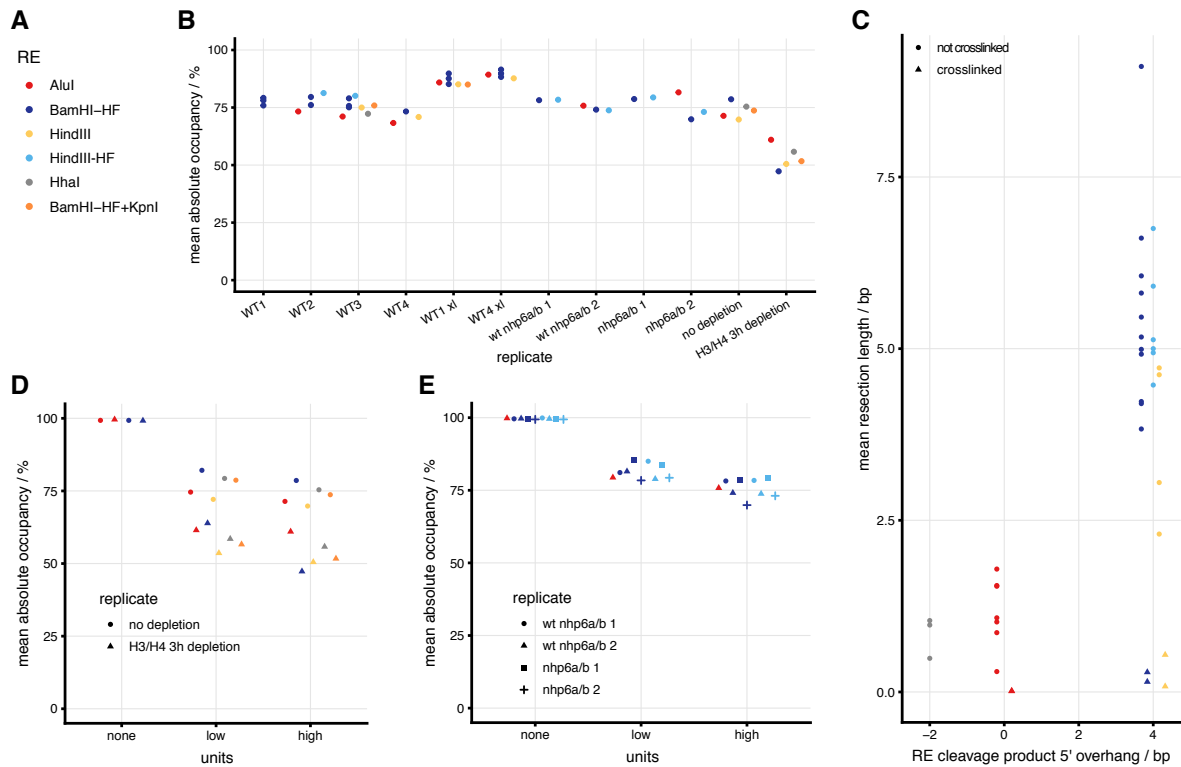 A
RE
AluI
BamHI−HF
HindIII
HindIII-HF
HhaI
BamHI−HF+KpnI
B
mean absolute occupancy / %
100
75
50
25
0
WT1
WT2
WT3
WT4
WT1 xl
WT4 xl
wt nhp6a/b 1
wt nhp6a/b 2
nhp6a/b 1
nhp6a/b 2
no depletion
H3/H4 3h depletion
replicate
C
not crosslinked
crosslinked
mean resection length / bp
7.5
5.0
2.5
0.0
−2
0
2
4
RE cleavage product 5' overhang / bp
D
mean absolute occupancy / %
100
75
50
25
0
replicate
no depletion
H3/H4 3h depletion
none
low
high
units
E
mean absolute occupancy / %
100
75
50
25
0
replicate
wt nhp6a/b 1
wt nhp6a/b 2
nhp6a/b 1
nhp6a/b 2
none
low
high
units